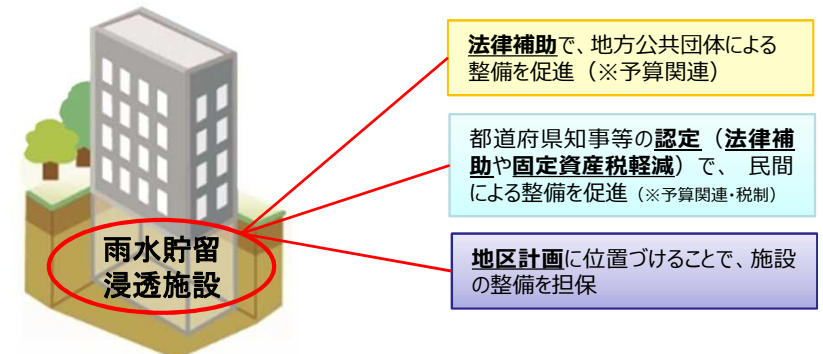 法律補助で、地方公共団体による
整備を促進（※予算関連）
都道府県知事等の認定（法律補
助や固定資産税軽減）で、 民間
による整備を促進（※予算関連・税制）
雨水貯留
浸透施設
地区計画に位置づけることで、施設
の整備を担保